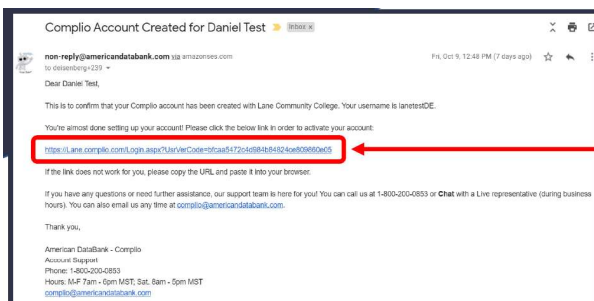 Complio Account Created for Daniel Test Inbox x
non-reply@americandatabank.com via amazonses.com Fri, Oct 9, 12:48 PM (7 days ago)
to deisenberg+239
Dear Daniel Test,
This is to confirm that your Complio account has been created with Lane Community College. Your username is lanetestDE.
You're almost done setting up your account! Please click the below link in order to activate your account:
https://Lane.complio.com/Login.aspx?UsrVerCode=bfcaa5472c4d984b84824ce809860e05
If the link does not work for you, please copy the URL and paste it into your browser.
If you have any questions or need further assistance, our support team is here for you! You can call us at 1-800-200-0853 or Chat with a Live representative (during business
hours). You can also email us any time at complio@americandatabank.com.
Thank you,
American DataBank - Complio
Account Support
Phone: 1-800-200-0853
Hours: M-F 7am - 6pm MST; Sat. 8am - 5pm MST
complio@americandatabank.com